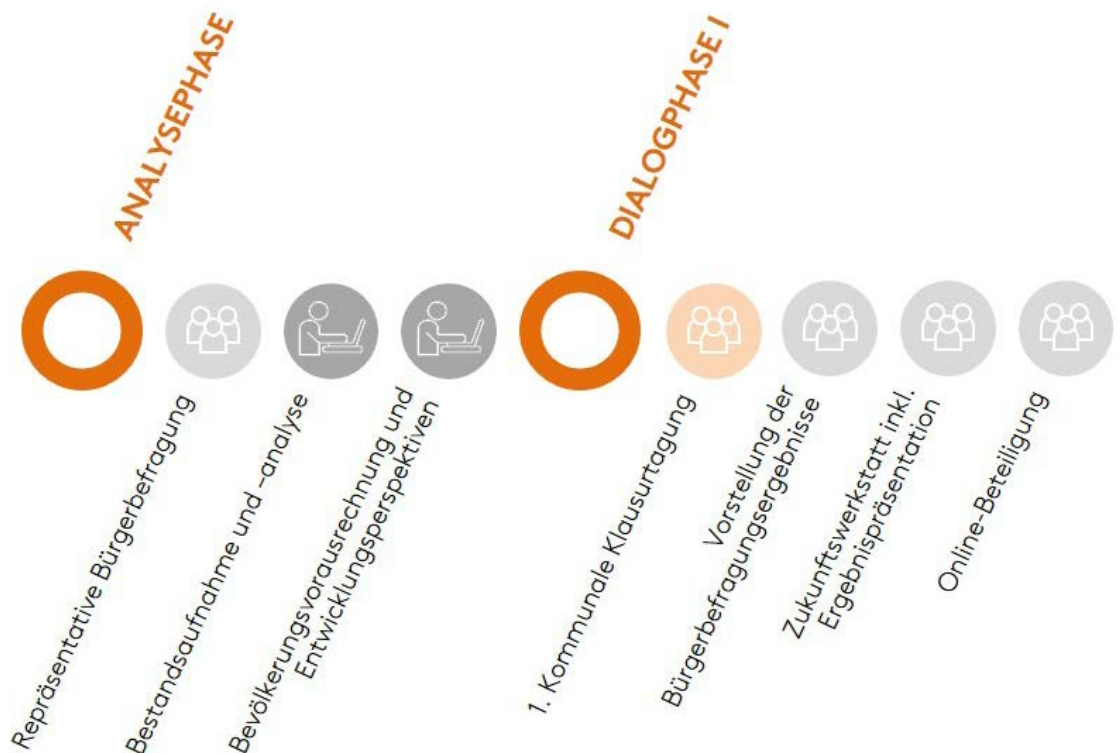 ANALYSEPHASE
Repräsentative Bürgerbefragung
Bestandsaufnahme und –analyse
Bevölkerungsvorausrechnung und
Entwicklungsperspektiven
DIALOGPHASE I
1. Kommunale Klausurtagung
Vorstellung der
Bürgerbefragungsergebnisse
Zukunftswerkstatt inkl.
Ergebnispräsentation
Online-Beteiligung